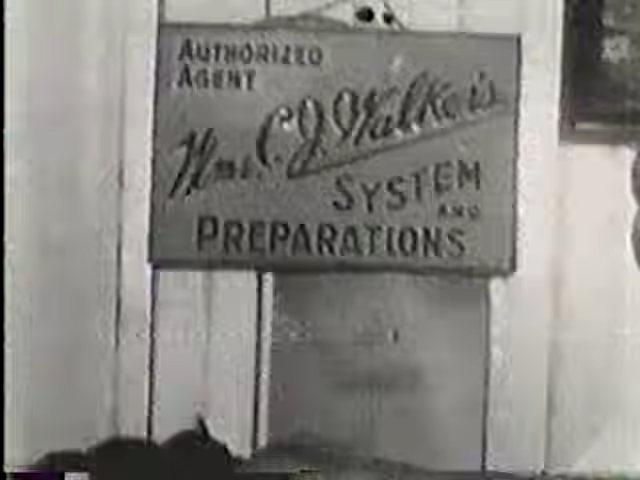 AUTHORIZED
AGENT
Mme. C. J. Walker's
SYSTEM
AND
PREPARATIONS